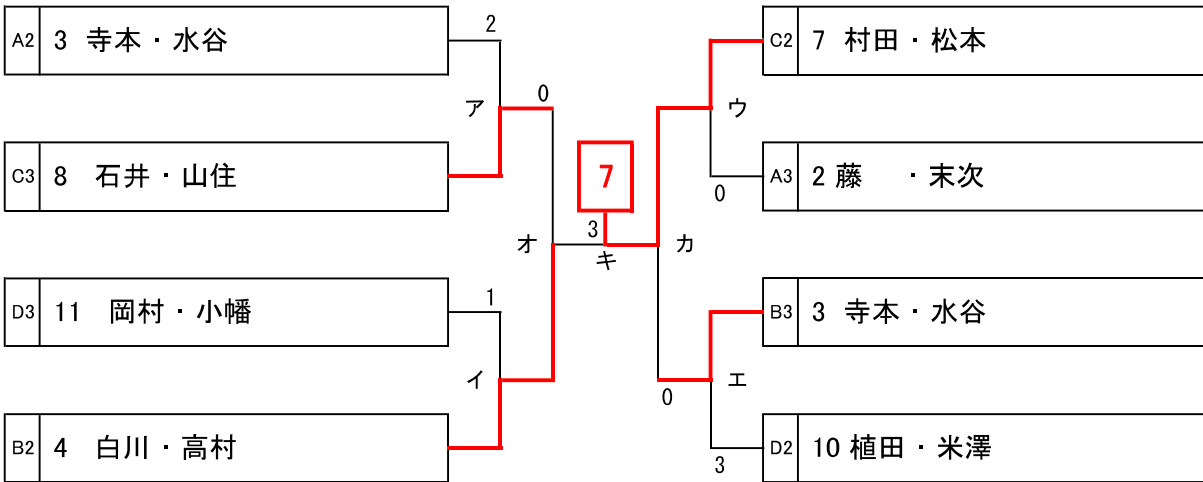 A2 3 寺本・水谷
2
C3 8 石井・山住
ア
0
D3 11 岡村・小幡
1
B2 4 白川・高村
イ
オ
7
3
キ
カ
C2 7 村田・松本
ウ
A3 2 藤 ・末次
0
B3 3 寺本・水谷
エ
0
D2 10 植田・米澤
3